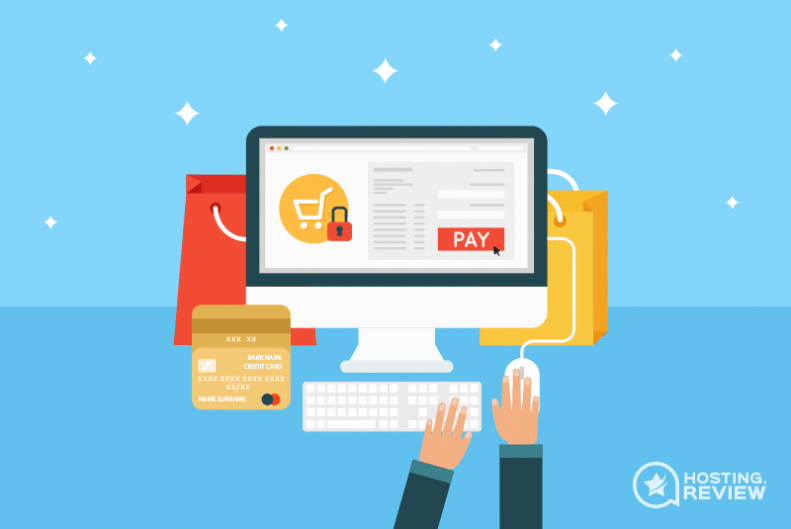 PAY
XXX XX
BANK NAME
CREDIT CARD
XXXX XXXX XXXX XXXX
XX/XX
NAME SURNAME
HOSTING.
REVIEW